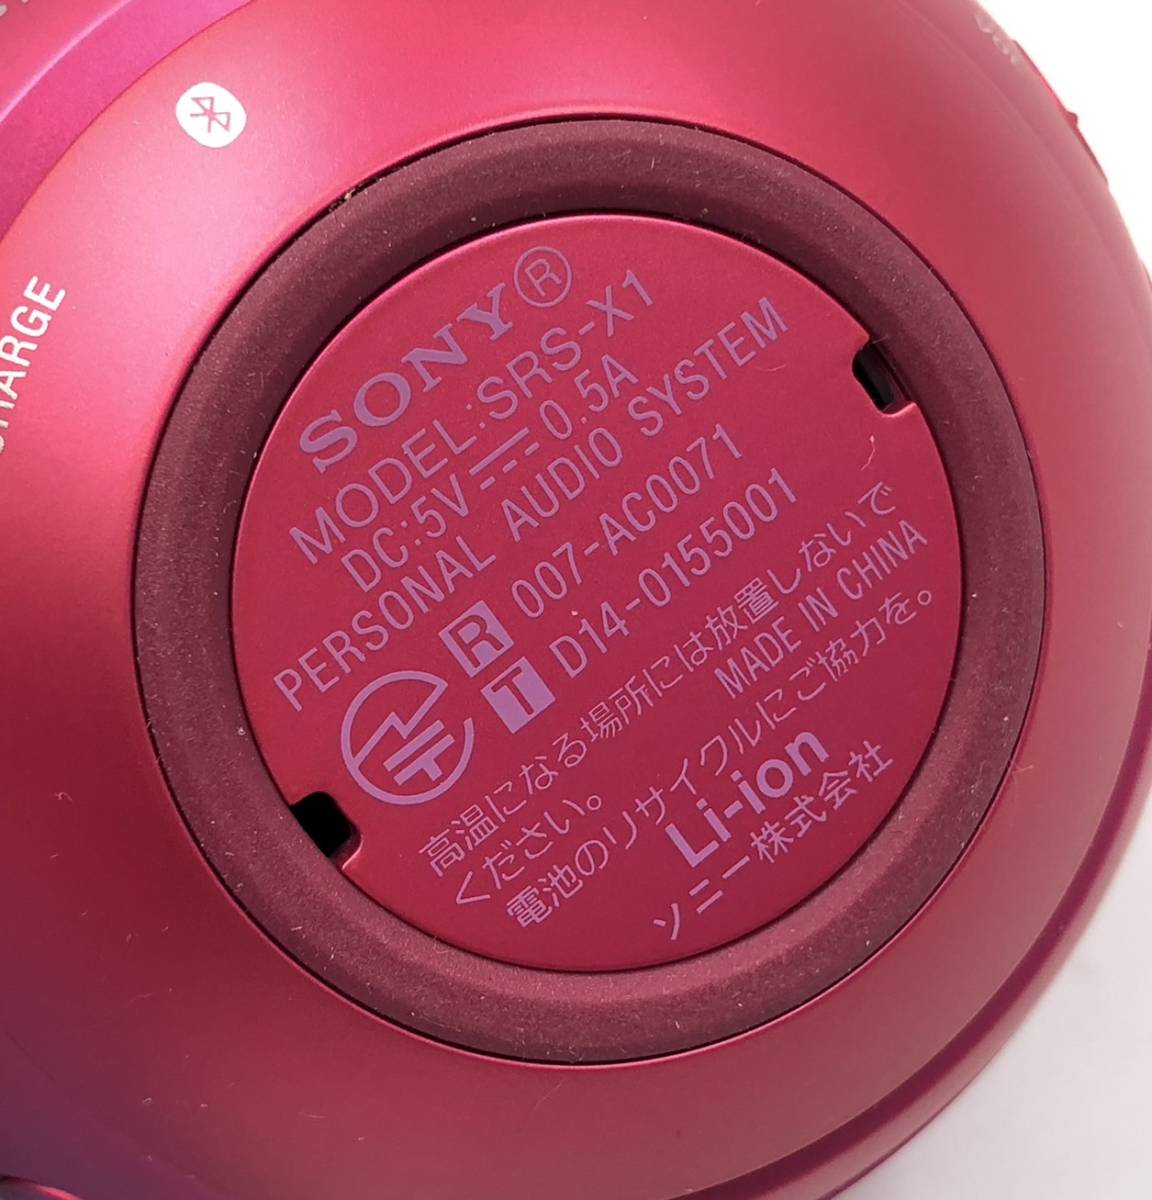 CHARGE
SONY®
MODEL:SRS-X1
DC:5V⎓0.5A
PERSONAL AUDIO SYSTEM
R 007-AC0071
T D14-0155001
高温になる場所には放置しないで
ください。
MADE IN CHINA
電池のリサイクルにご協力を。
Li-ion
ソニー株式会社